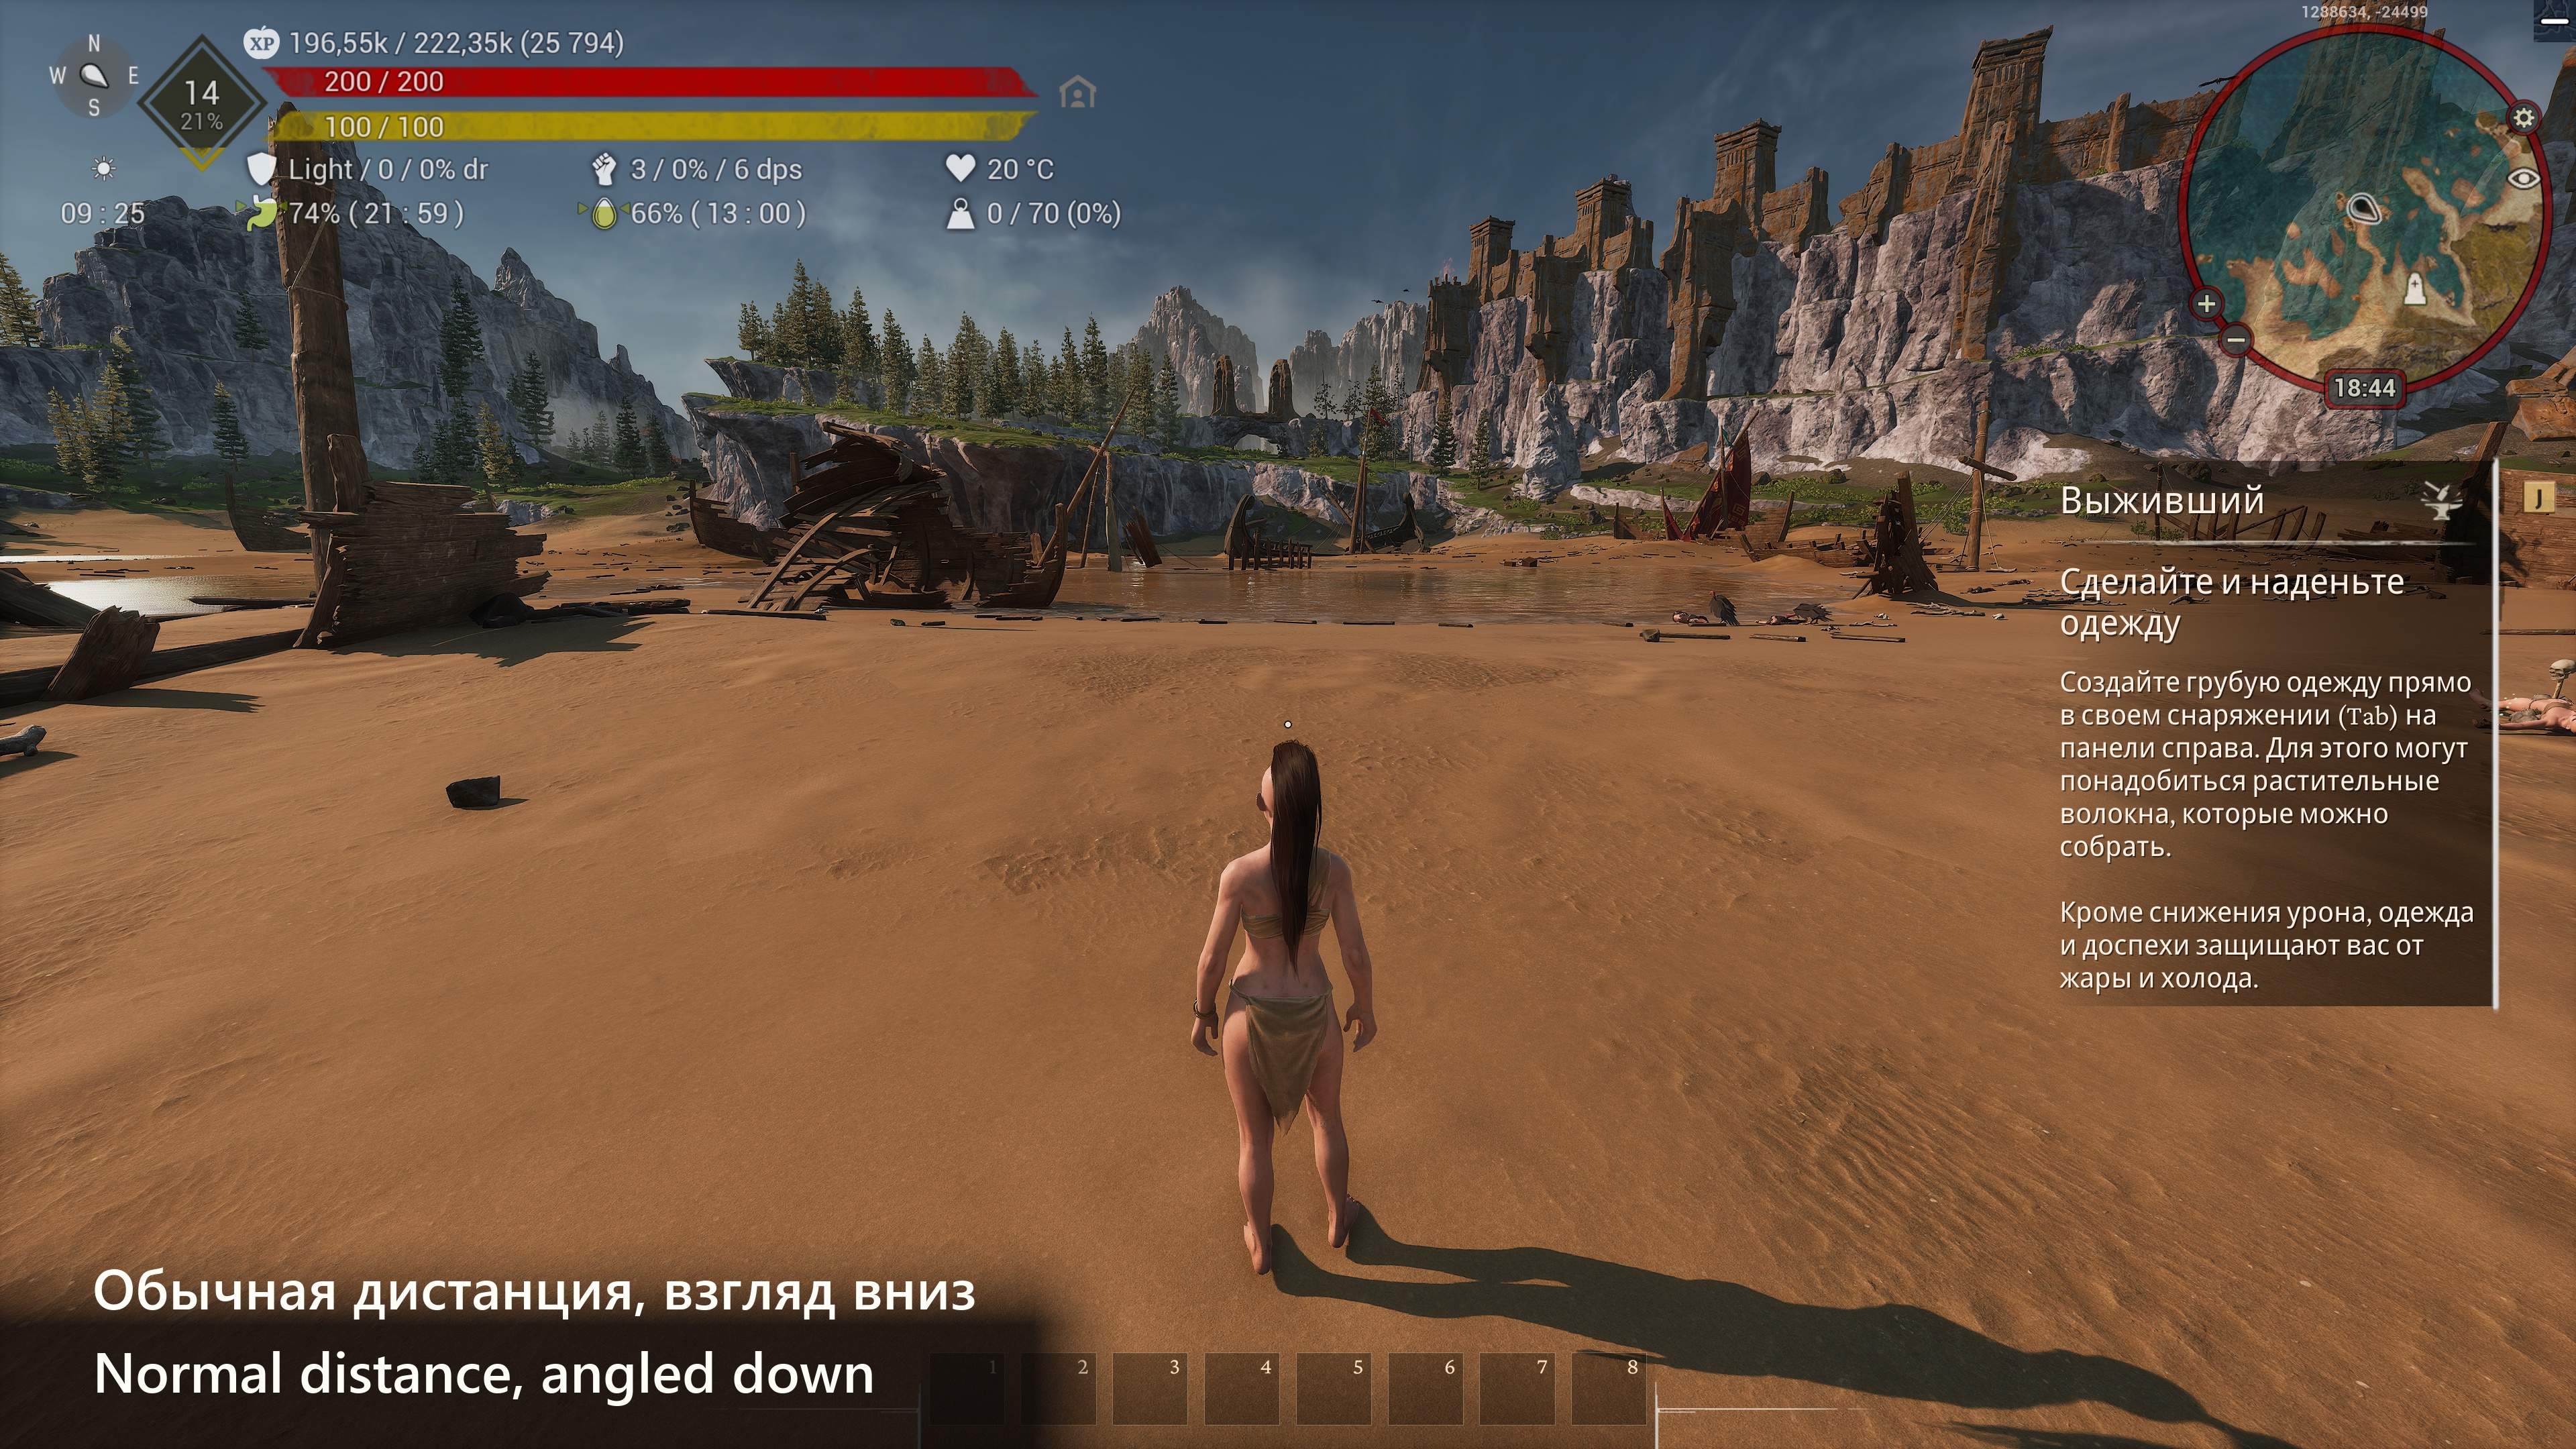 1288634, -24499
N
W E
S
XP 196,55k / 222,35k (25 794)
14
21%
200 / 200
100 / 100
Light / 0 / 0% dr
3 / 0% / 6 dps
20 °C
09 : 25
74% ( 21 : 59 )
66% ( 13 : 00 )
0 / 70 (0%)
18:44
Выживший
J
Сделайте и наденьте
одежду
Создайте грубую одежду прямо
в своем снаряжении (Tab) на
панели справа. Для этого могут
понадобиться растительные
волокна, которые можно
собрать.
Кроме снижения урона, одежда
и доспехи защищают вас от
жары и холода.
Обычная дистанция, взгляд вниз
Normal distance, angled down
1 2 3 4 5 6 7 8